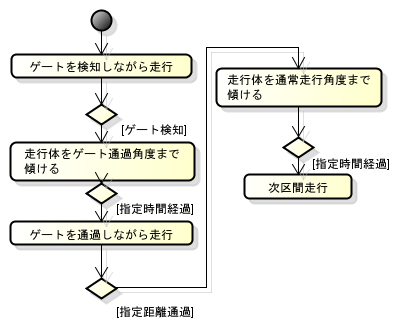 ゲートを検知しながら走行
[ゲート検知]
走行体をゲート通過角度まで
傾ける
[指定時間経過]
ゲートを通過しながら走行
[指定距離通過]
走行体を通常走行角度まで
傾ける
[指定時間経過]
次区間走行